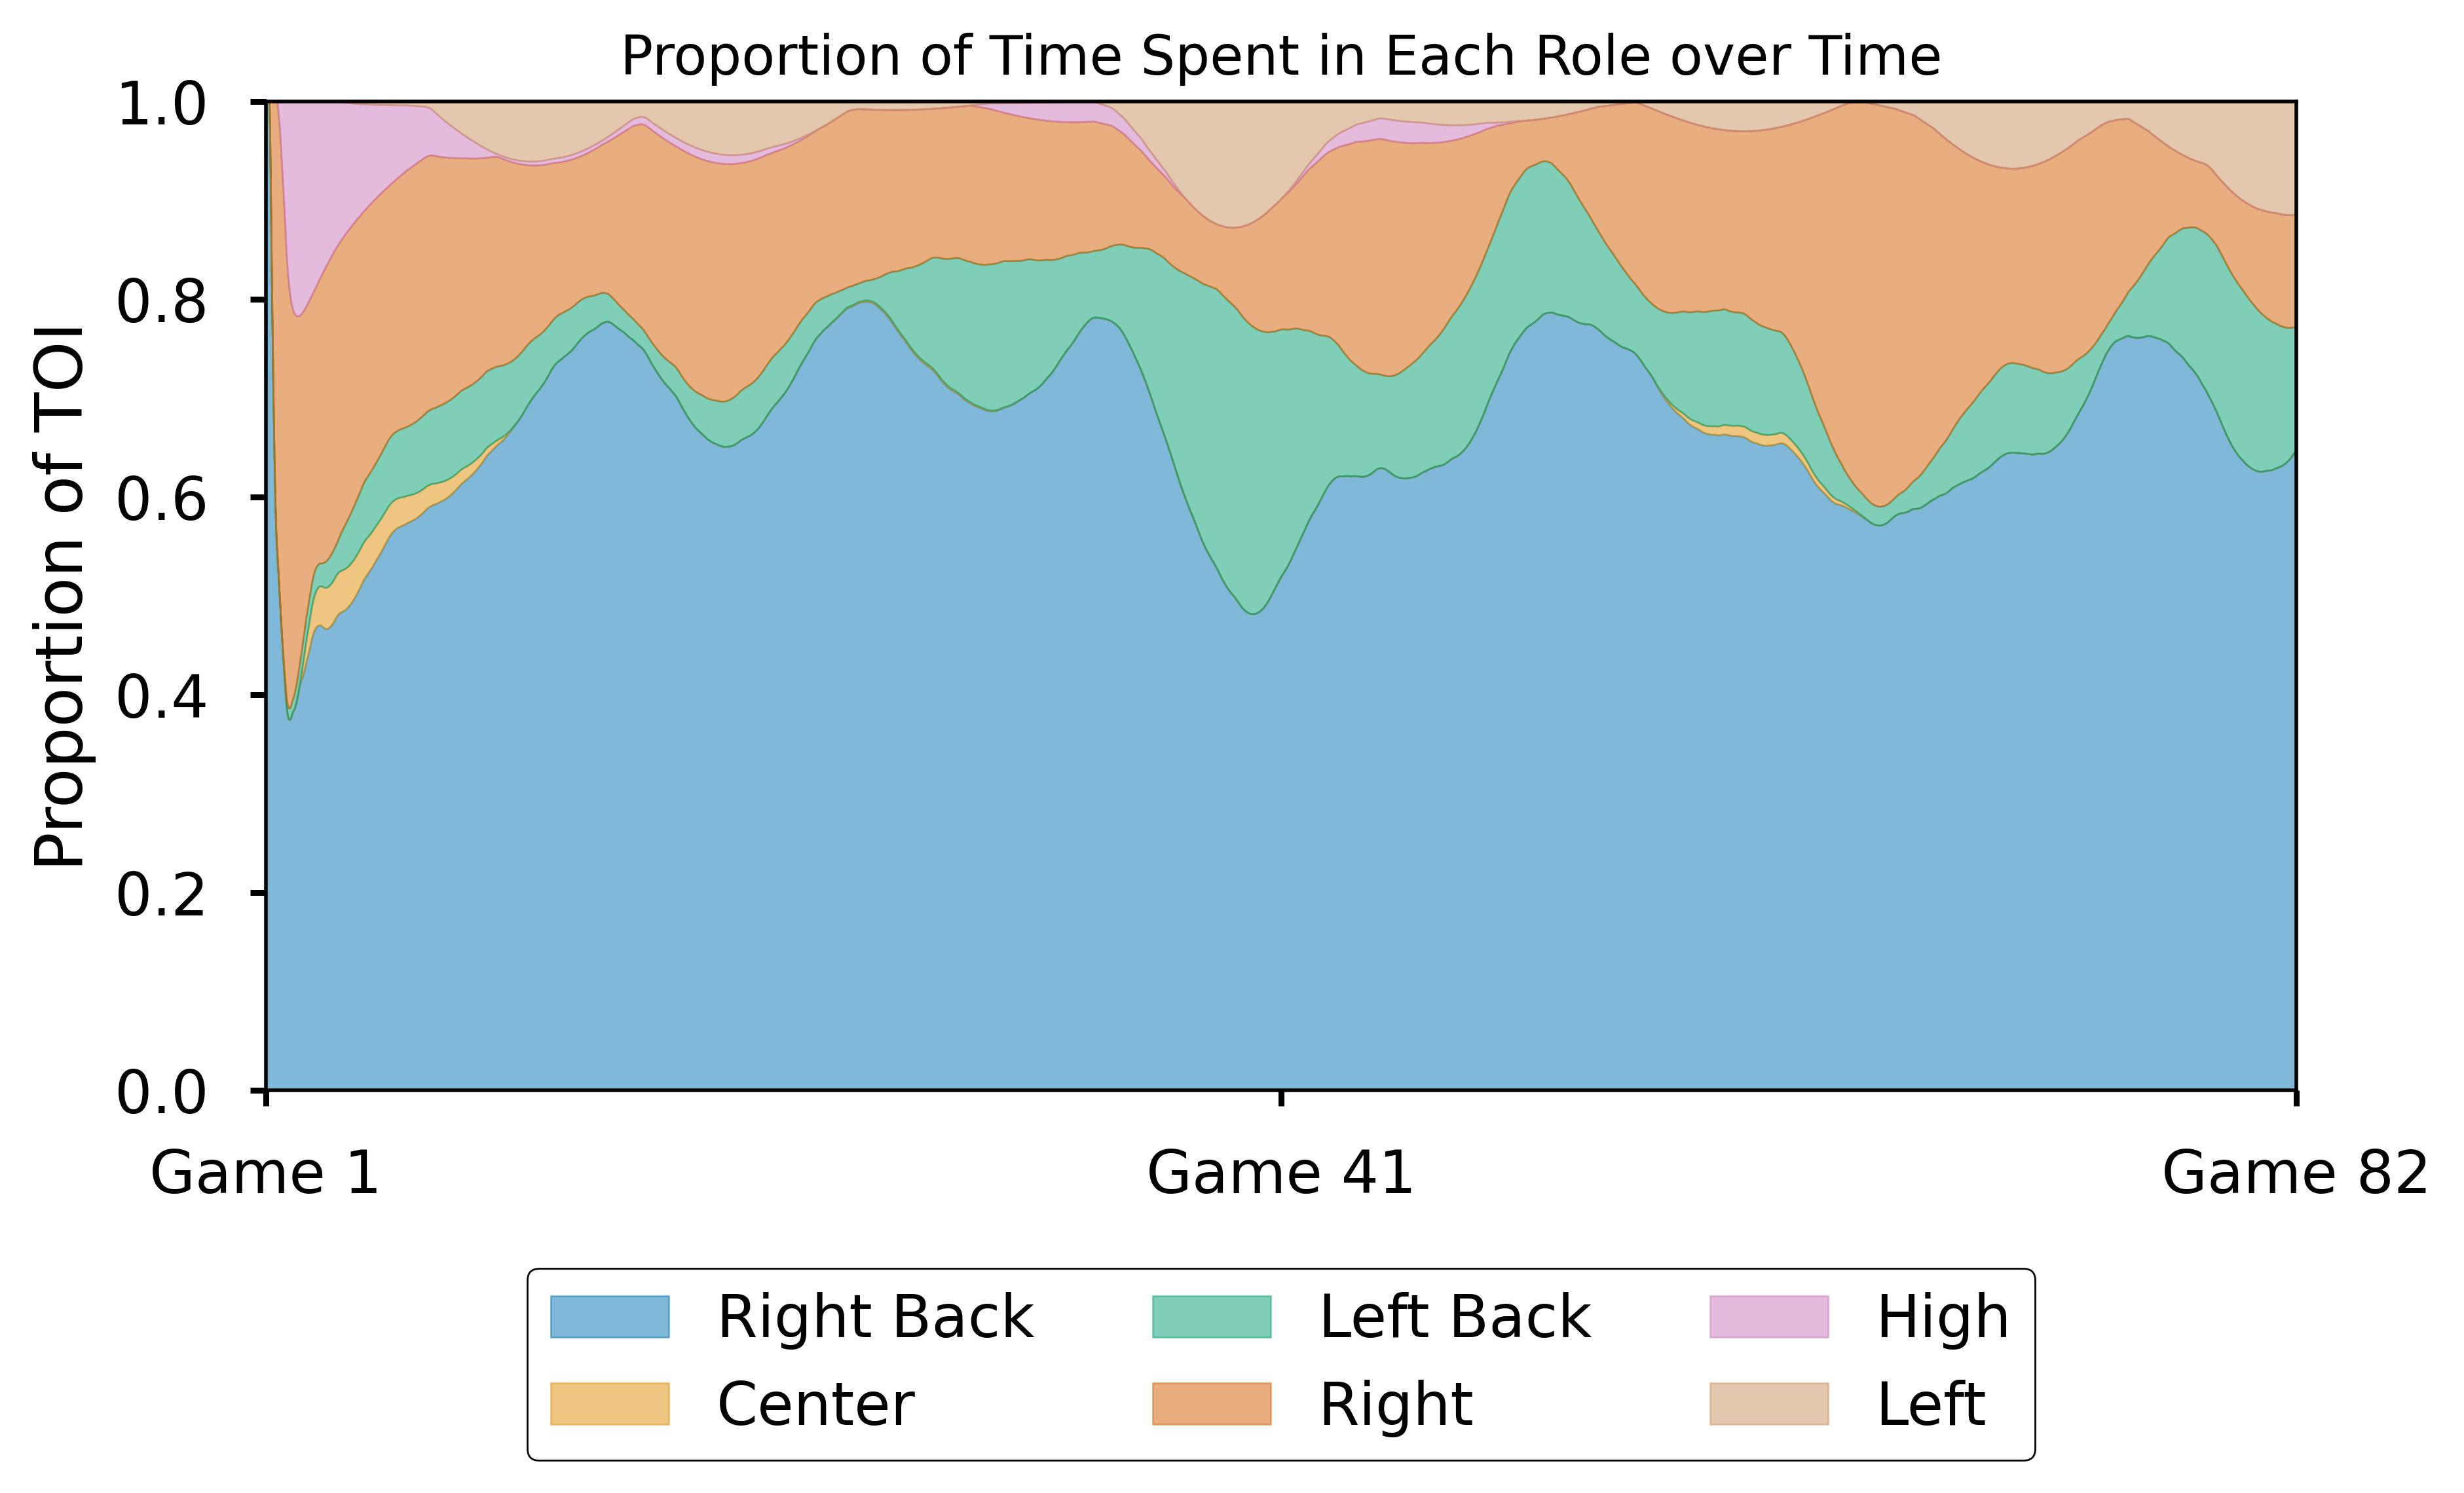 Proportion of Time Spent in Each Role over Time
Proportion of TOI
1.0
0.8
0.6
0.4
0.2
0.0
Game 1
Game 41
Game 82
Right Back
Left Back
High
Center
Right
Left